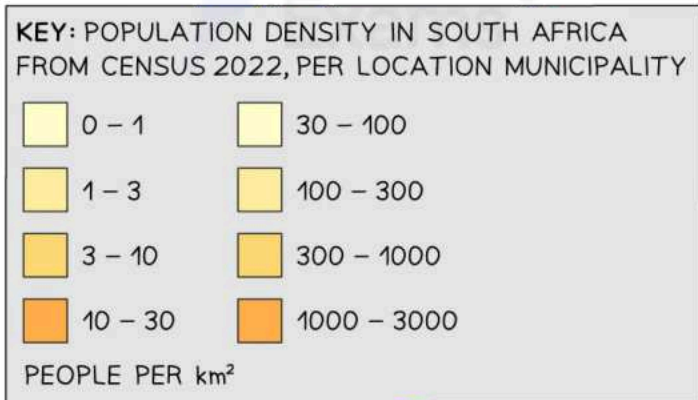 KEY: POPULATION DENSITY IN SOUTH AFRICA
FROM CENSUS 2022, PER LOCATION MUNICIPALITY
0 – 1
1 – 3
3 – 10
10 – 30
30 – 100
100 – 300
300 – 1000
1000 – 3000
PEOPLE PER km²